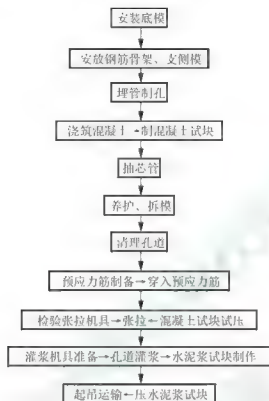 安装底模
安放钢筋骨架、支侧模
埋管制孔
浇筑混凝土→制混凝土试块
抽芯管
养护、拆模
清理孔道
预应力筋制备→穿入预应力筋
检验张拉机具→张拉←混凝土试块试压
灌浆机具准备→孔道灌浆→水泥浆试块制作
起吊运输←压水泥浆试块